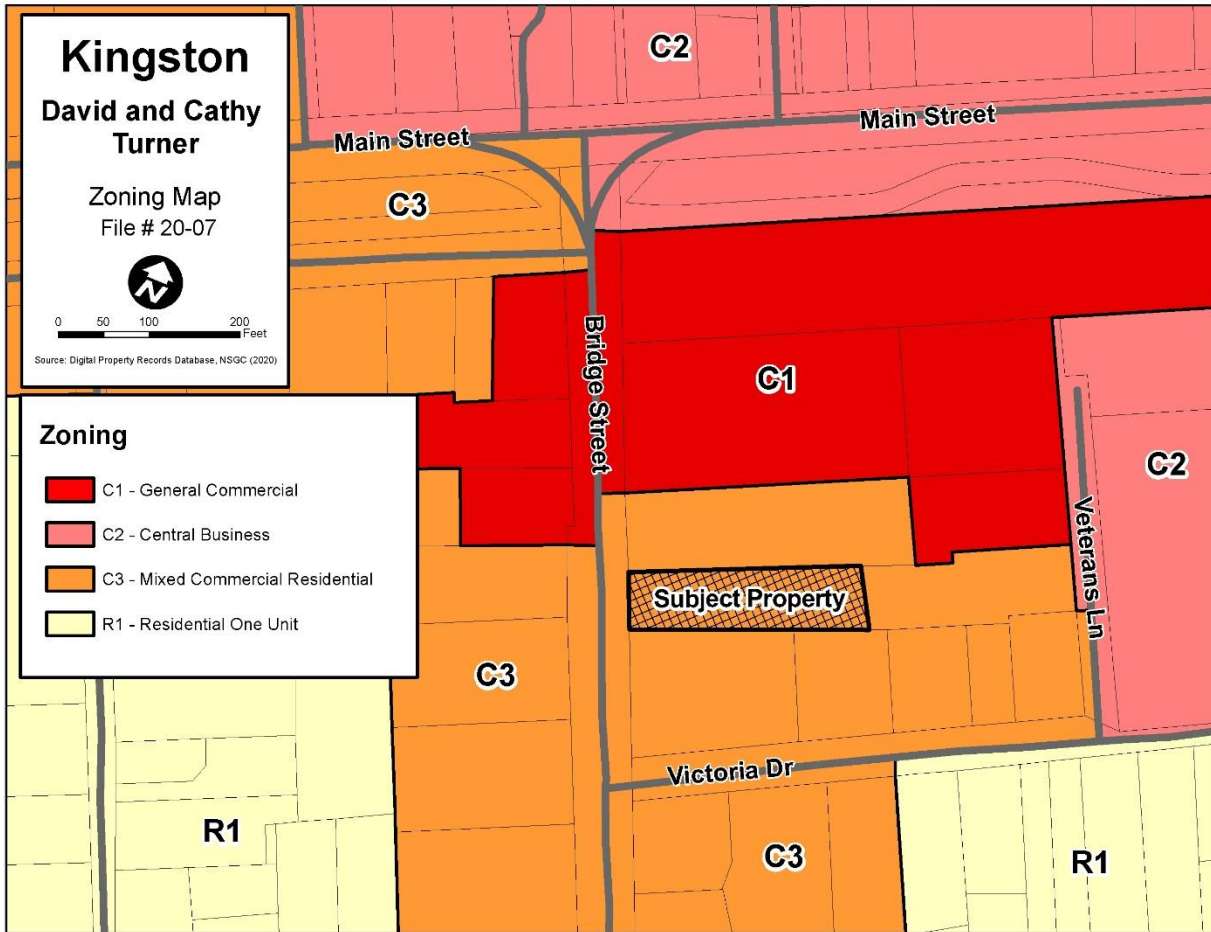 Kingston
David and Cathy
Turner
Zoning Map
File # 20-07
N
0 50 100 200
Feet
Source: Digital Property Records Database, NSGC (2020)
Zoning
C1 - General Commercial
C2 - Central Business
C3 - Mixed Commercial Residential
R1 - Residential One Unit
C2
Main Street
Main Street
C3
Bridge Street
C1
C2
Veterans Ln
Subject Property
C3
Victoria Dr
R1
C3
R1